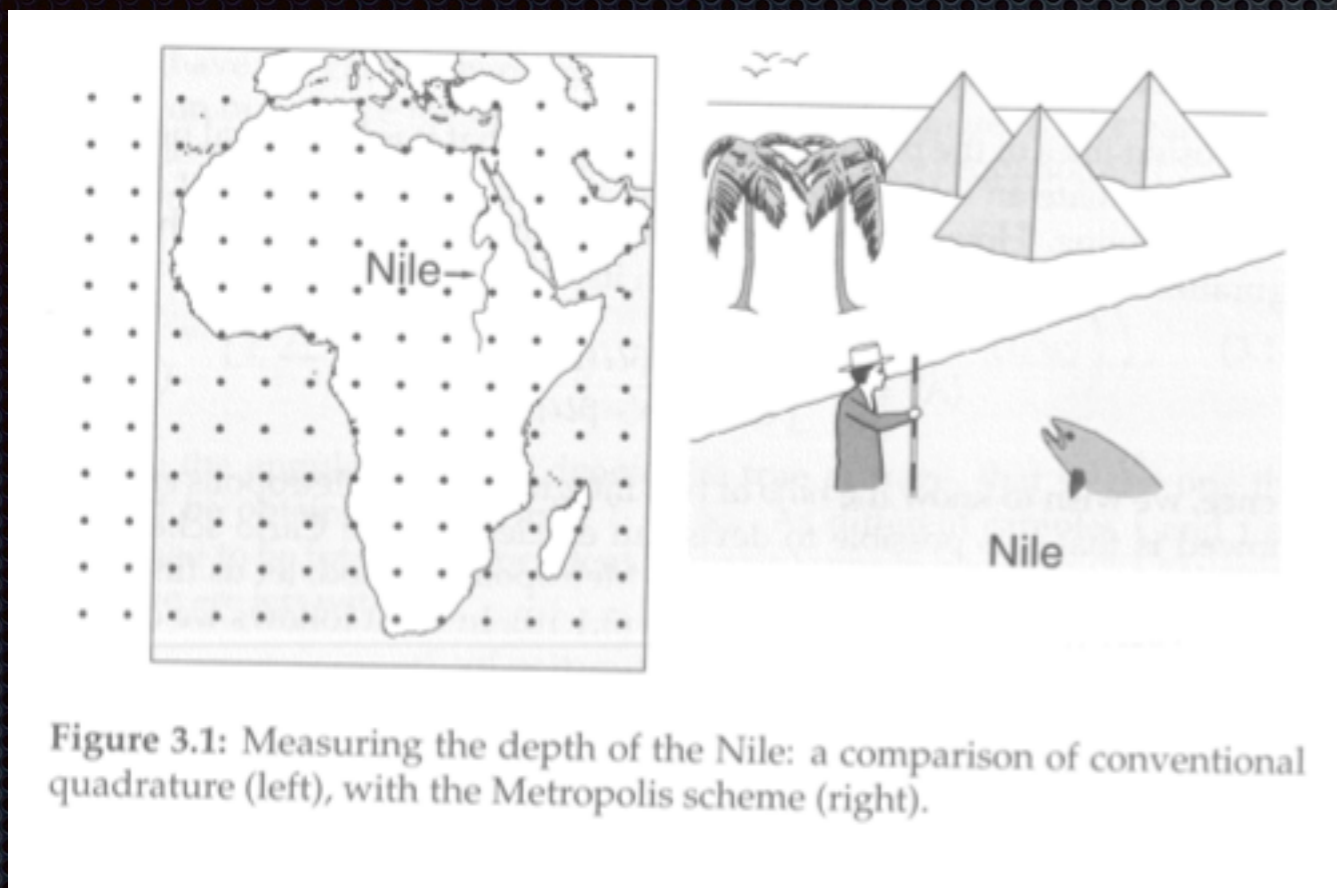 Nile
Nile
Figure 3.1: Measuring the depth of the Nile: a comparison of conventional
quadrature (left), with the Metropolis scheme (right).